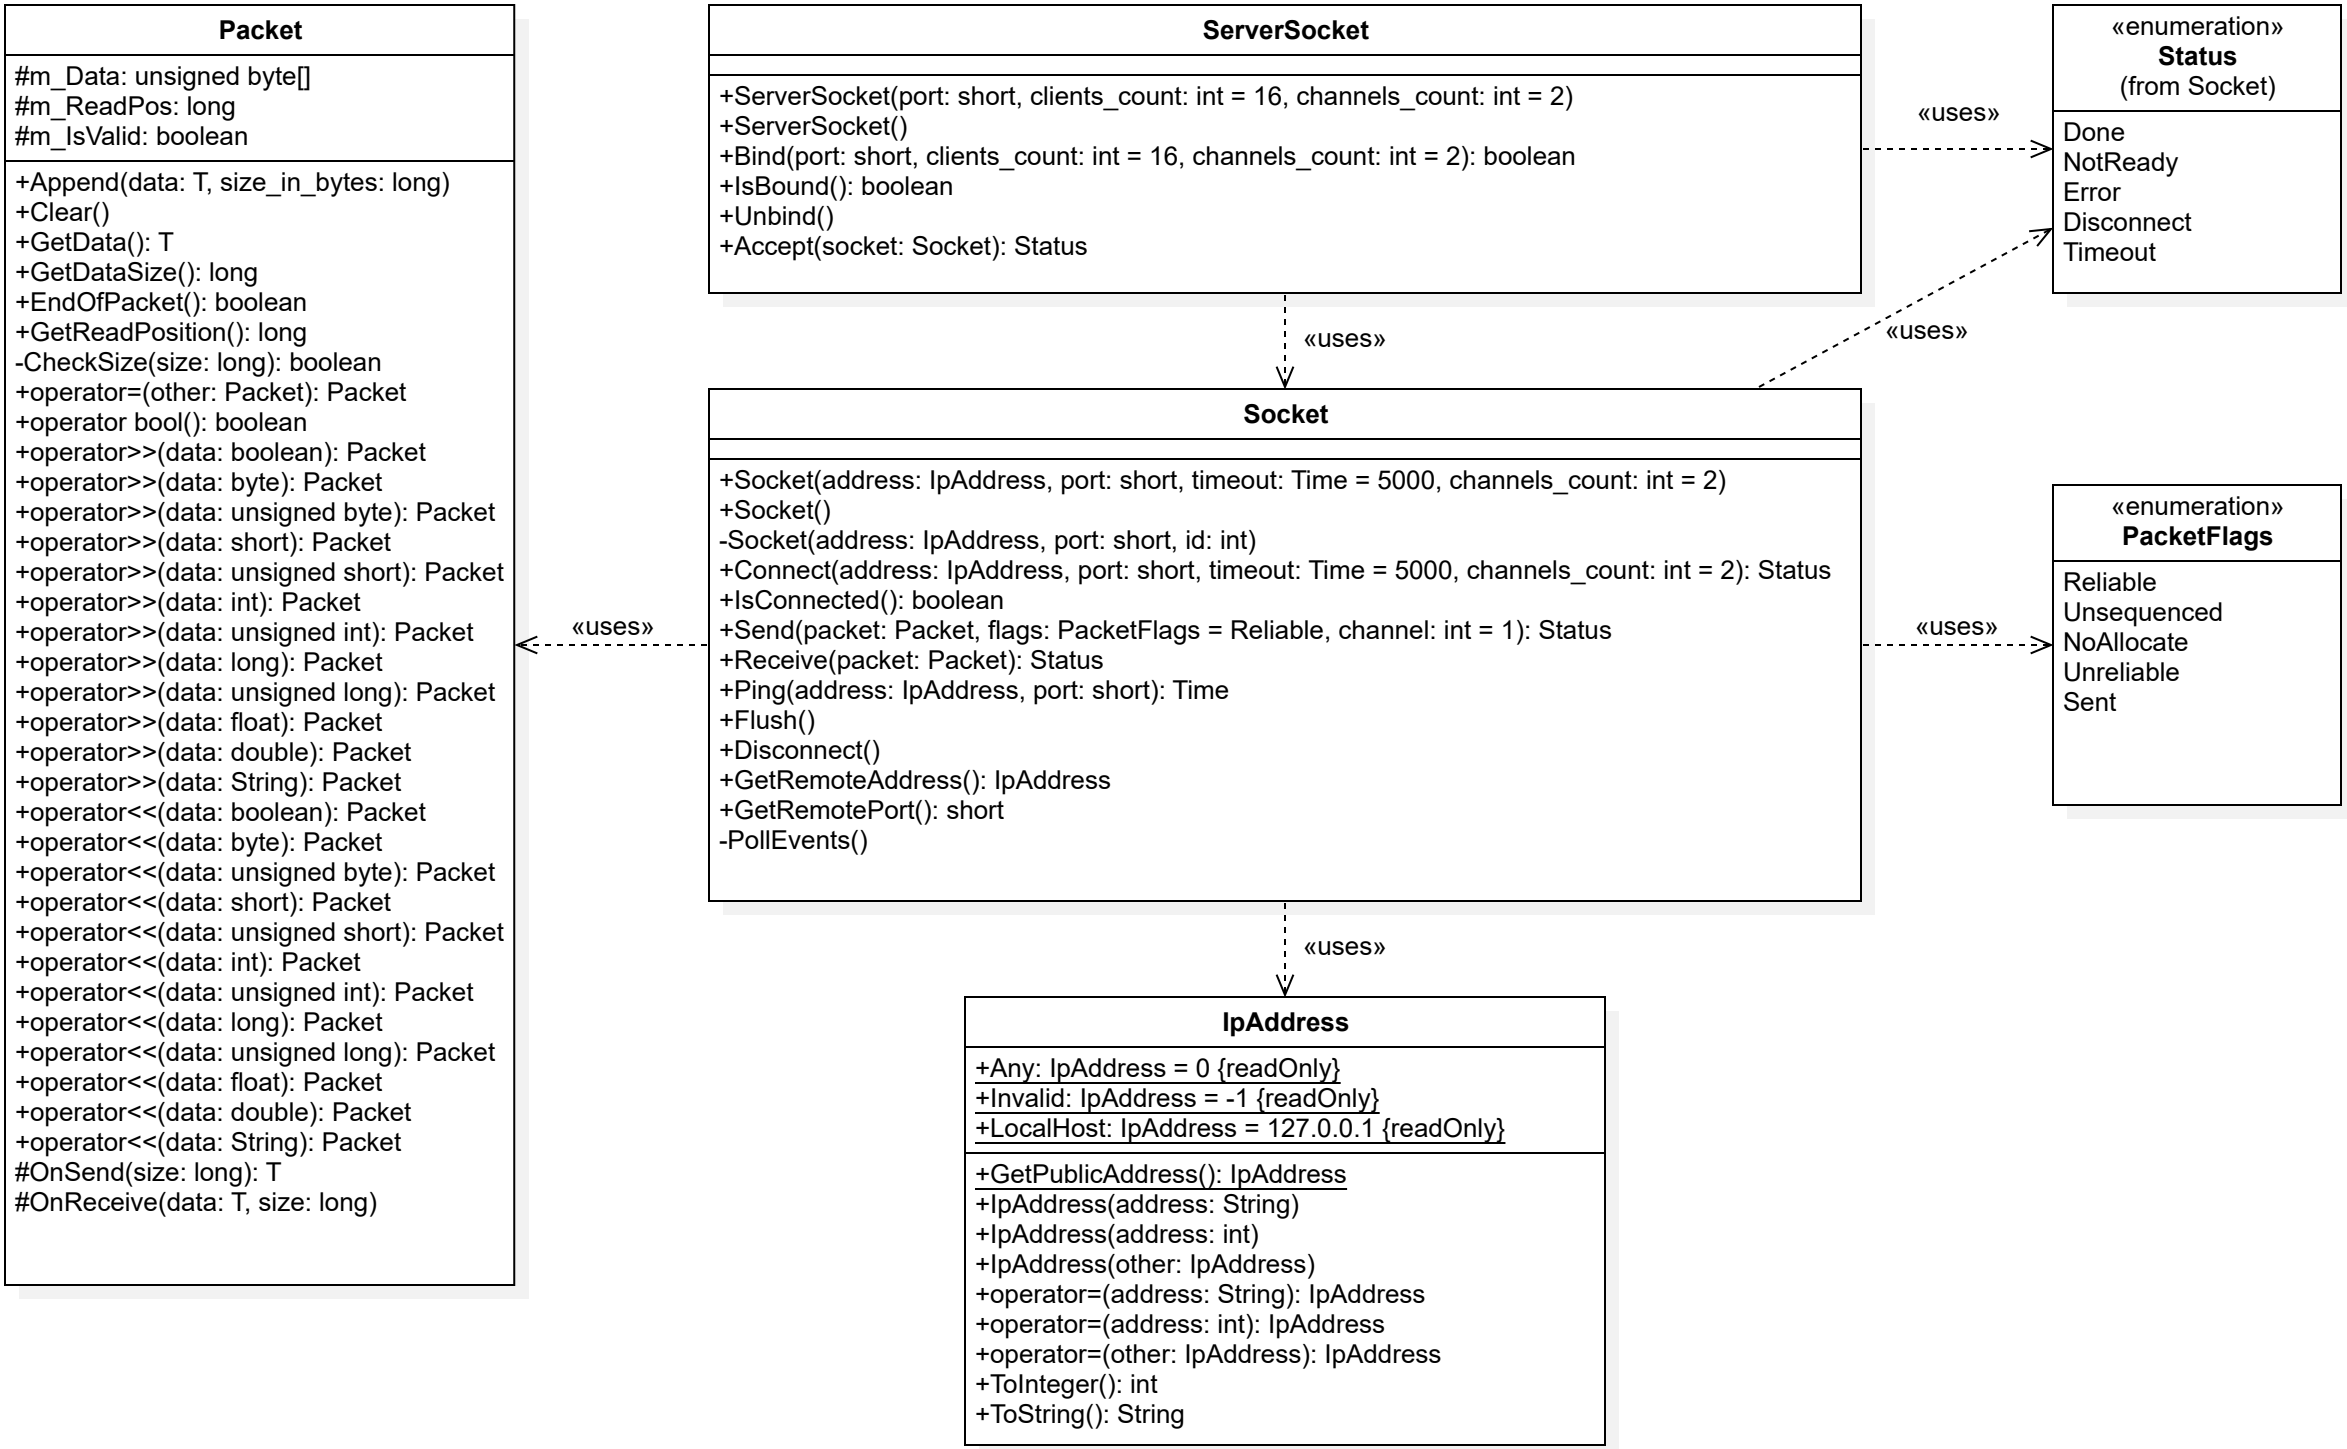 Packet
#m_Data: unsigned byte[]
#m_ReadPos: long
#m_IsValid: boolean
+Append(data: T, size_in_bytes: long)
+Clear()
+GetData(): T
+GetDataSize(): long
+EndOfPacket(): boolean
+GetReadPosition(): long
-CheckSize(size: long): boolean
+operator=(other: Packet): Packet
+operator bool(): boolean
+operator>>(data: boolean): Packet
+operator>>(data: byte): Packet
+operator>>(data: unsigned byte): Packet
+operator>>(data: short): Packet
+operator>>(data: unsigned short): Packet
+operator>>(data: int): Packet
+operator>>(data: unsigned int): Packet
+operator>>(data: long): Packet
+operator>>(data: unsigned long): Packet
+operator>>(data: float): Packet
+operator>>(data: double): Packet
+operator>>(data: String): Packet
+operator<<(data: boolean): Packet
+operator<<(data: byte): Packet
+operator<<(data: unsigned byte): Packet
+operator<<(data: short): Packet
+operator<<(data: unsigned short): Packet
+operator<<(data: int): Packet
+operator<<(data: unsigned int): Packet
+operator<<(data: long): Packet
+operator<<(data: unsigned long): Packet
+operator<<(data: float): Packet
+operator<<(data: double): Packet
+operator<<(data: String): Packet
#OnSend(size: long): T
#OnReceive(data: T, size: long)
ServerSocket
+ServerSocket(port: short, clients_count: int = 16, channels_count: int = 2)
+ServerSocket()
+Bind(port: short, clients_count: int = 16, channels_count: int = 2): boolean
+IsBound(): boolean
+Unbind()
+Accept(socket: Socket): Status
«uses»
«enumeration»
Status
(from Socket)
Done
NotReady
Error
Disconnect
Timeout
«uses»
«uses»
Socket
+Socket(address: IpAddress, port: short, timeout: Time = 5000, channels_count: int = 2)
+Socket()
-Socket(address: IpAddress, port: short, id: int)
+Connect(address: IpAddress, port: short, timeout: Time = 5000, channels_count: int = 2): Status
+IsConnected(): boolean
+Send(packet: Packet, flags: PacketFlags = Reliable, channel: int = 1): Status
+Receive(packet: Packet): Status
+Ping(address: IpAddress, port: short): Time
+Flush()
+Disconnect()
+GetRemoteAddress(): IpAddress
+GetRemotePort(): short
-PollEvents()
«uses»
«uses»
«enumeration»
PacketFlags
Reliable
Unsequenced
NoAllocate
Unreliable
Sent
«uses»
IpAddress
+Any: IpAddress = 0 {readOnly}
+Invalid: IpAddress = -1 {readOnly}
+LocalHost: IpAddress = 127.0.0.1 {readOnly}
+GetPublicAddress(): IpAddress
+IpAddress(address: String)
+IpAddress(address: int)
+IpAddress(other: IpAddress)
+operator=(address: String): IpAddress
+operator=(address: int): IpAddress
+operator=(other: IpAddress): IpAddress
+ToInteger(): int
+ToString(): String